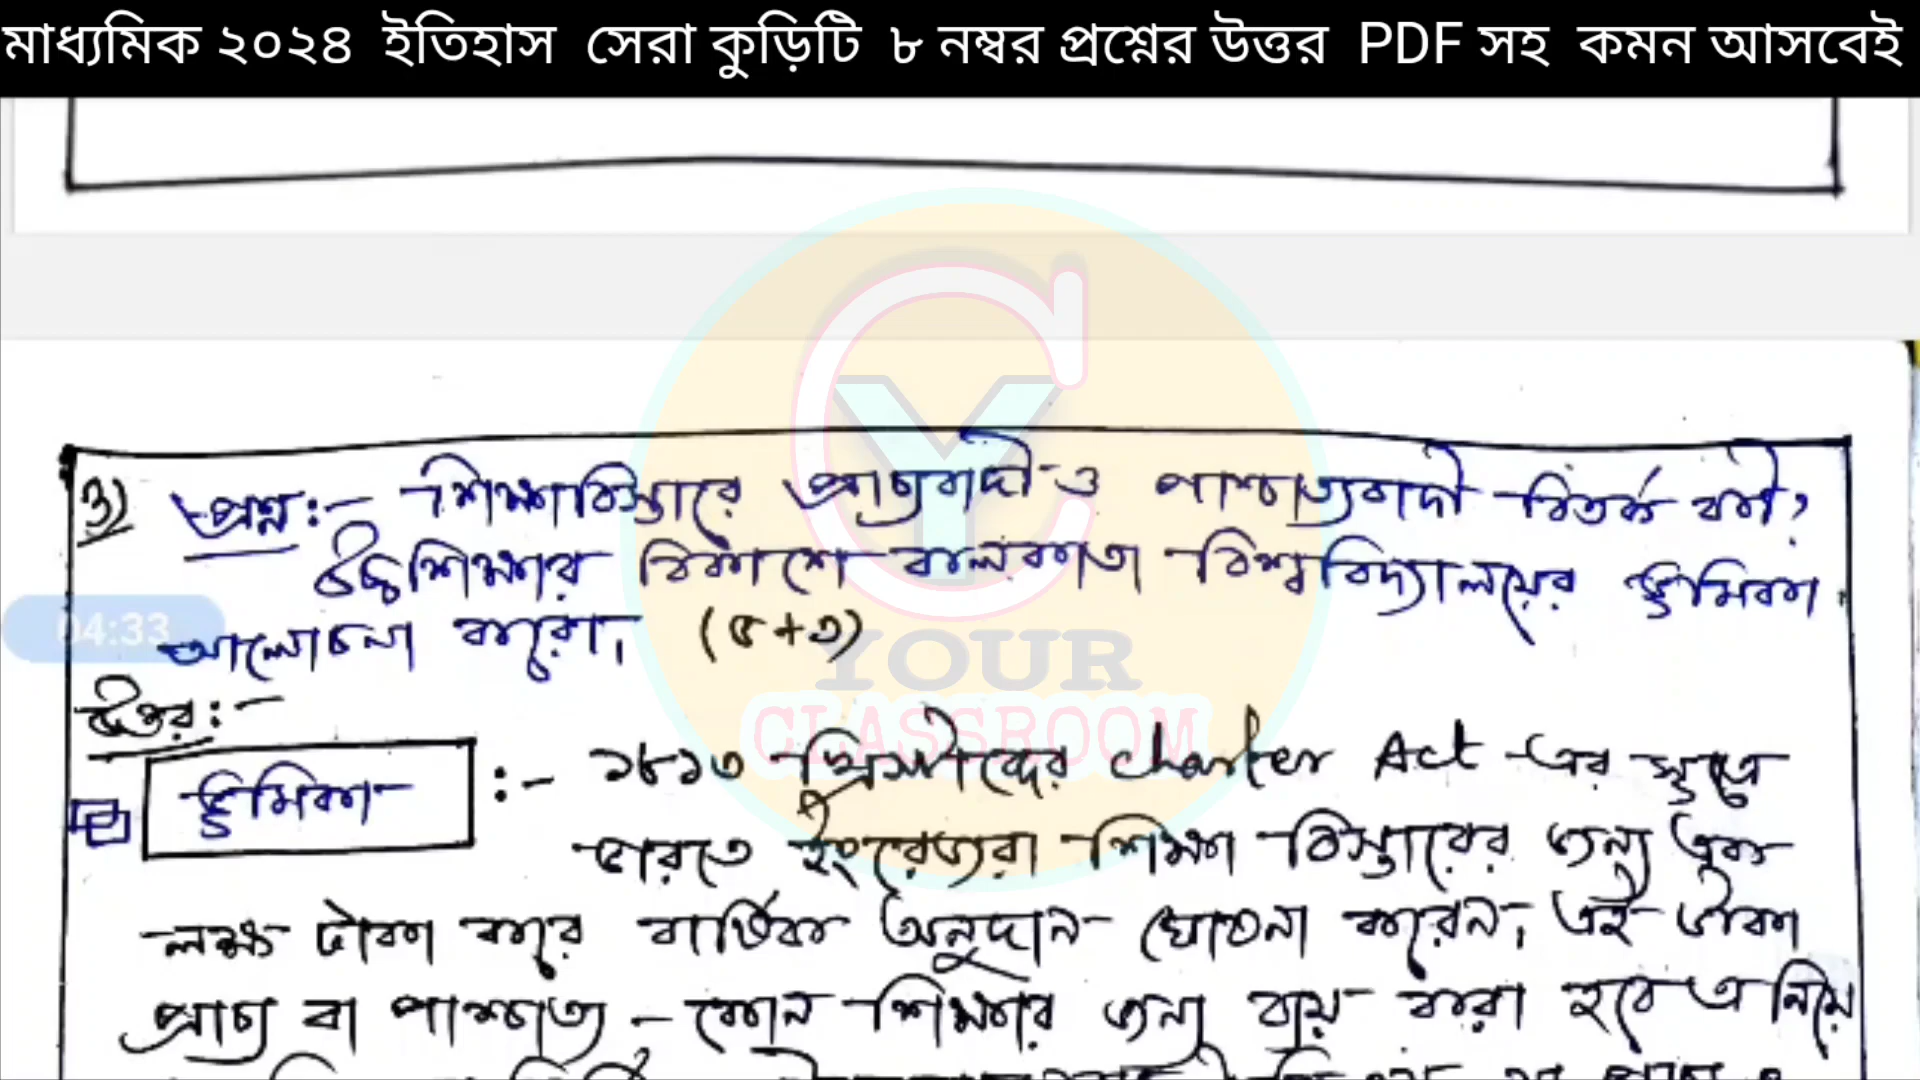 মাধ্যমিক ২০২৪ ইতিহাস সেরা কুড়িটি ৮ নম্বর প্রশ্নের উত্তর PDF সহ কমন আসবেই
৩) প্রশ্ন:- শিক্ষাবিস্তারে প্রাচ্যবাদী ও পাশ্চাত্যবাদী বিতর্ক কী?
উচ্চশিক্ষার বিকাশে কলকাতা বিশ্ববিদ্যালয়ের ভূমিকা
04:33
আলোচনা করো। (৫+৩)
YOUR
CLASSROOM
উত্তর:-
ভূমিকা :- ১৮১৩ খ্রিস্টাব্দের Charter Act এর সূত্রে
ভারতে ইংরেজরা শিক্ষা বিস্তারের জন্য এক
লক্ষ টাকা করে বার্ষিক অনুদান ঘোষনা করেন। এই টাকা
প্রাচ্য বা পাশ্চাত্য – কোন শিক্ষার জন্য ব্যয় করা হবে এ নিয়ে